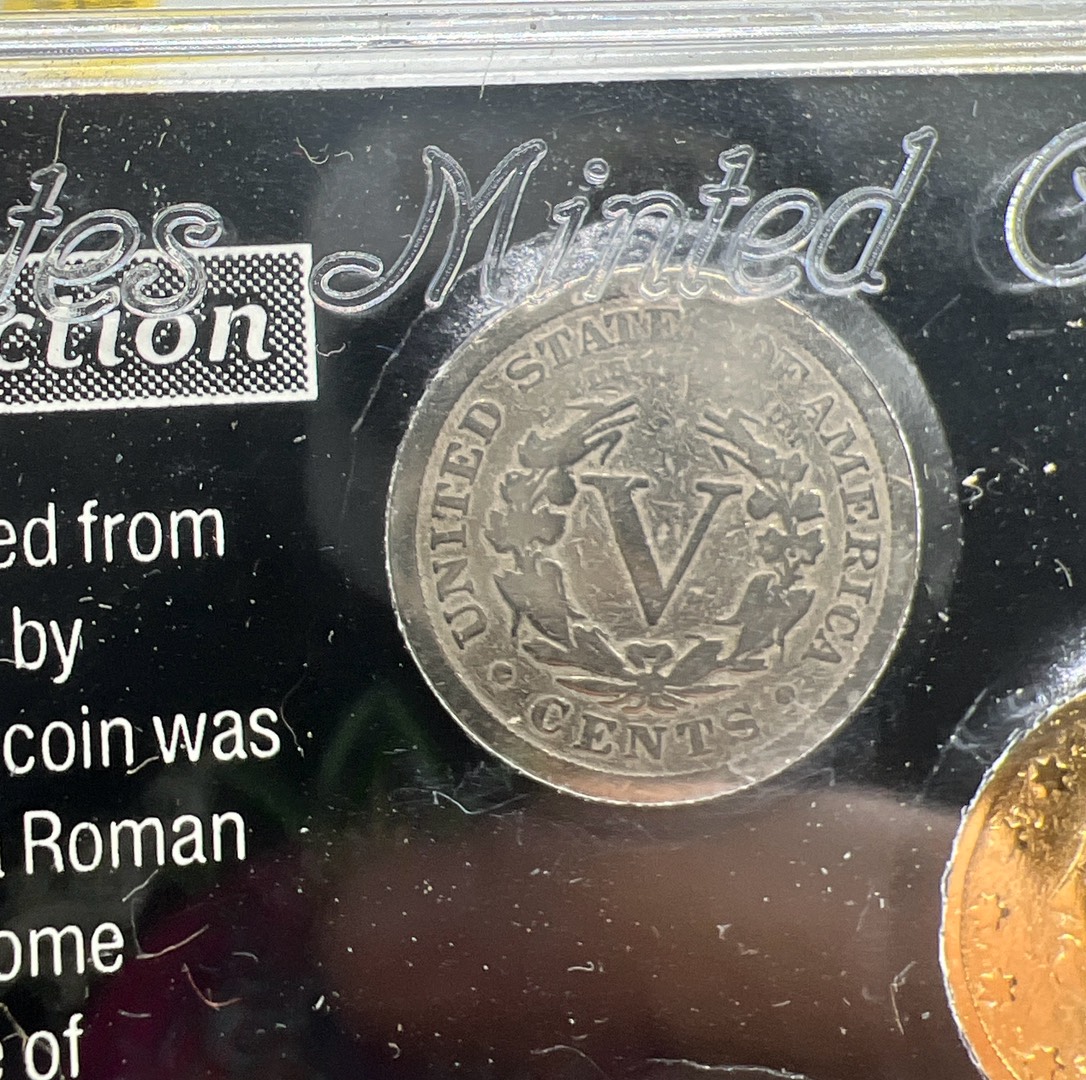 tes Minted
ction
ed from
by
coin was
Roman
ome
of
UNITED STATES OF AMERICA
V
CENTS